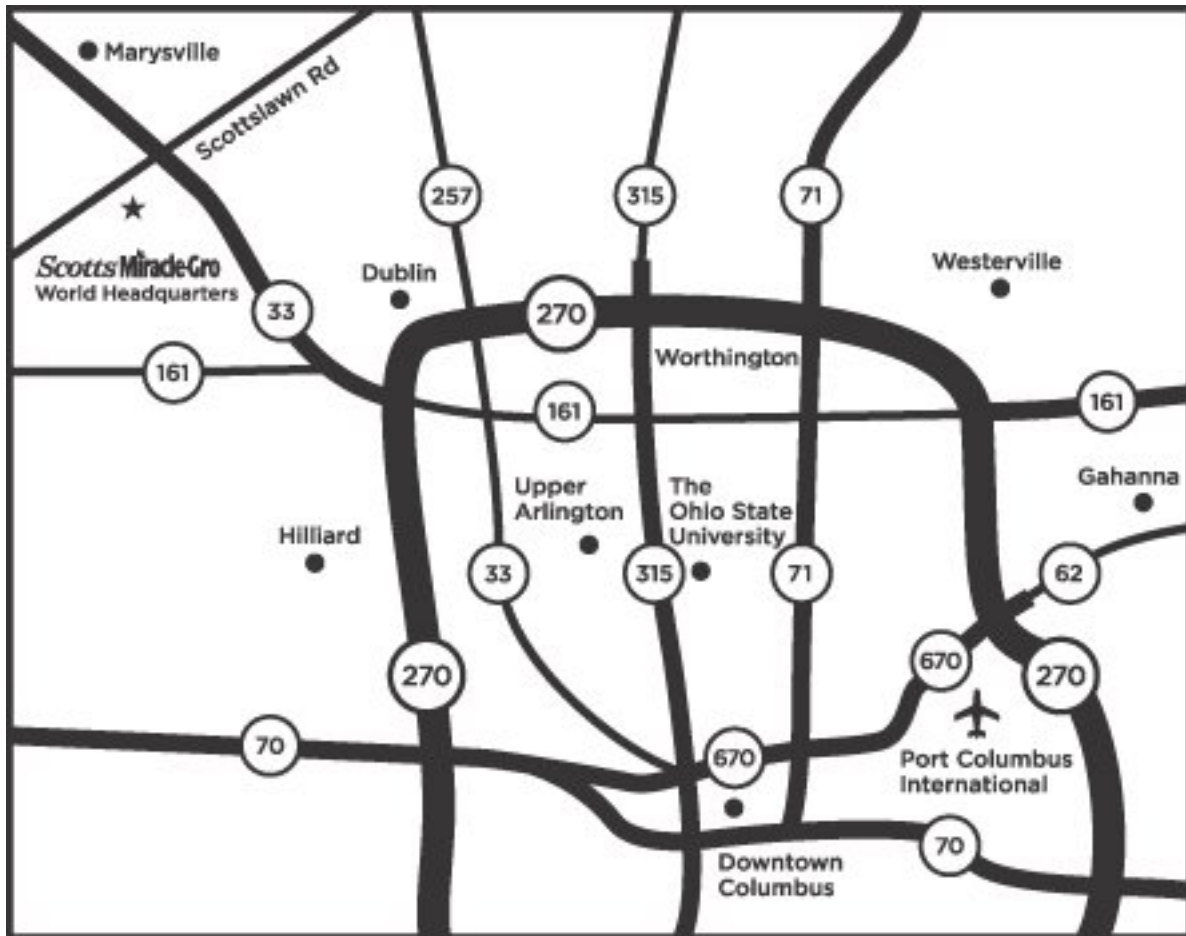 Marysville
Scottslawn Rd
257
315
71
Scotts Miracle-Gro
World Headquarters
33
Dublin
270
Westerville
Worthington
161
161
161
Upper
Arlington
The
Ohio State
University
Gahanna
Hilliard
33
315
71
62
270
670
270
70
670
Port Columbus
International
70
Downtown
Columbus